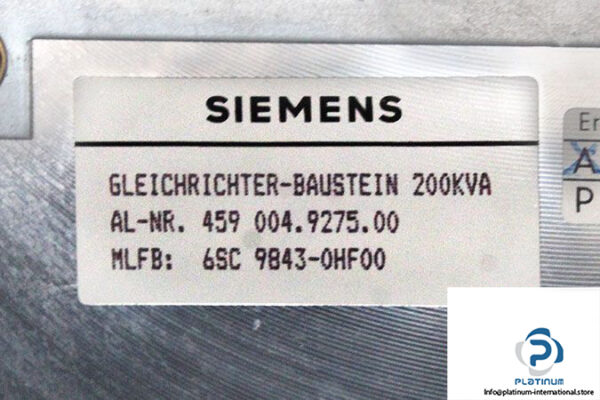 SIEMENS
GLEICHRICHTER-BAUSTEIN 200KVA
AL-NR. 459 004.9275.00
MLFB: 6SC 9843-0HF00
Er
A
P
PLATINUM
Info@platinum-international.store